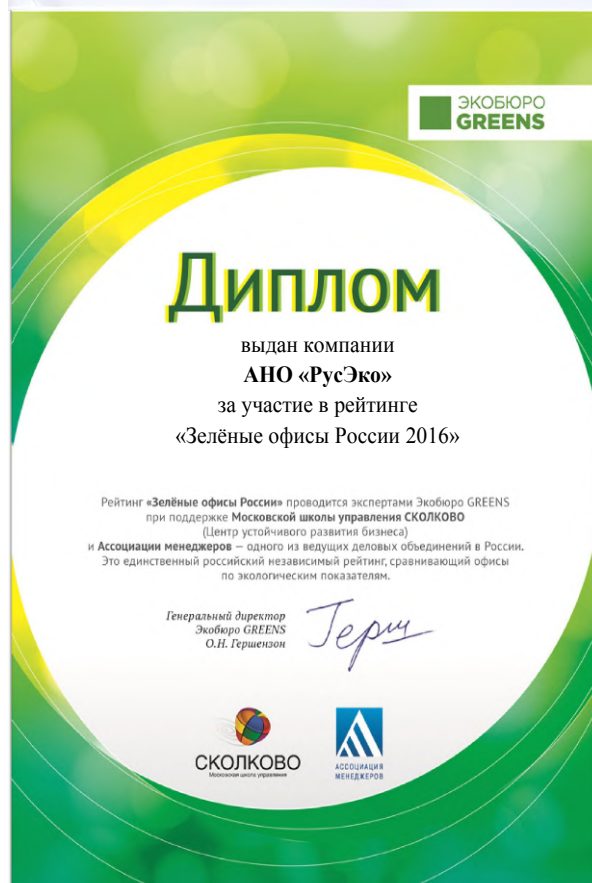 ЭКОБЮРО
GREENS
Диплом
выдан компании
АНО «РусЭко»
за участие в рейтинге
«Зелёные офисы России 2016»
Рейтинг «Зелёные офисы России» проводится экспертами Экобюро GREENS
при поддержке Московской школы управления СКОЛКОВО
(Центр устойчивого развития бизнеса)
и Ассоциации менеджеров — одного из ведущих деловых объединений в России.
Это единственный российский независимый рейтинг, сравнивающий офисы
по экологическим показателям.
Генеральный директор
Экобюро GREENS
О.Н. Гершензон
Герш
СКОЛКОВО
Московская школа управления
АССОЦИАЦИЯ
МЕНЕДЖЕРОВ